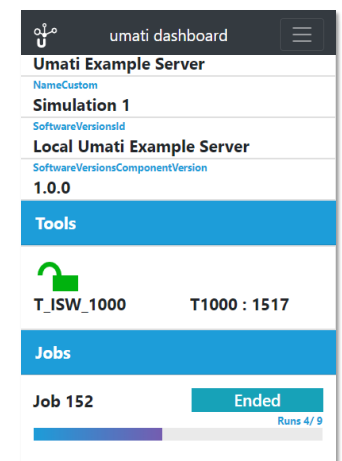 umati dashboard
Umati Example Server
NameCustom
Simulation 1
SoftwareVersionsId
Local Umati Example Server
SoftwareVersionsComponentVersion
1.0.0
Tools
T_ISW_1000 T1000 : 1517
Jobs
Job 152 Ended
Runs 4/ 9